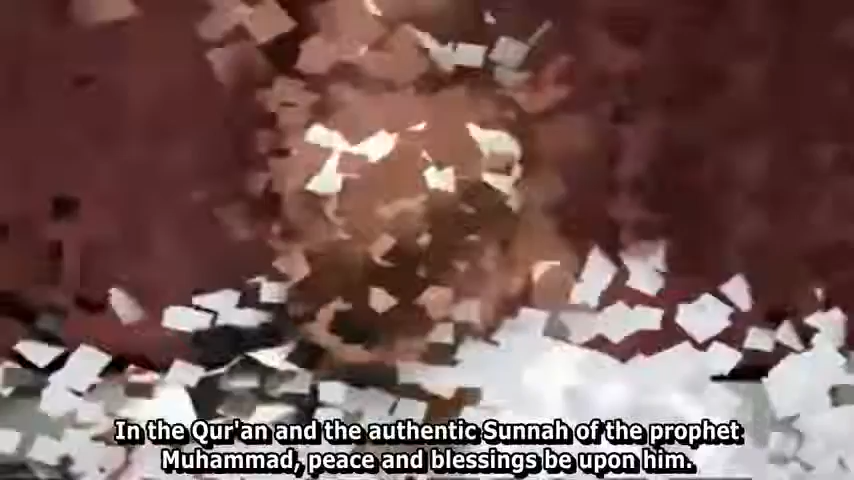 In the Qur'an and the authentic Sunnah of the prophet
Muhammad, peace and blessings be upon him.